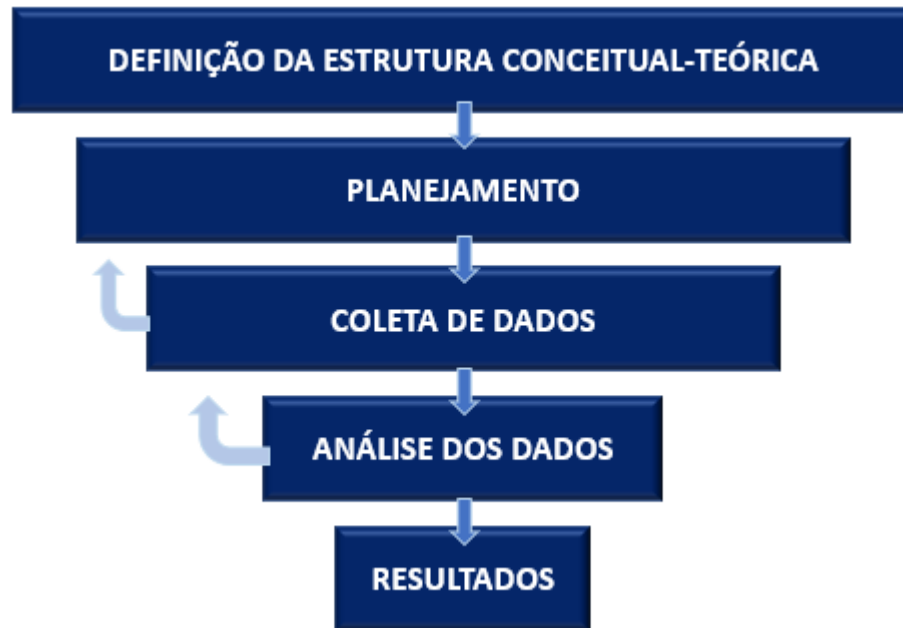 DEFINIÇÃO DA ESTRUTURA CONCEITUAL-TEÓRICA
PLANEJAMENTO
COLETA DE DADOS
ANÁLISE DOS DADOS
RESULTADOS